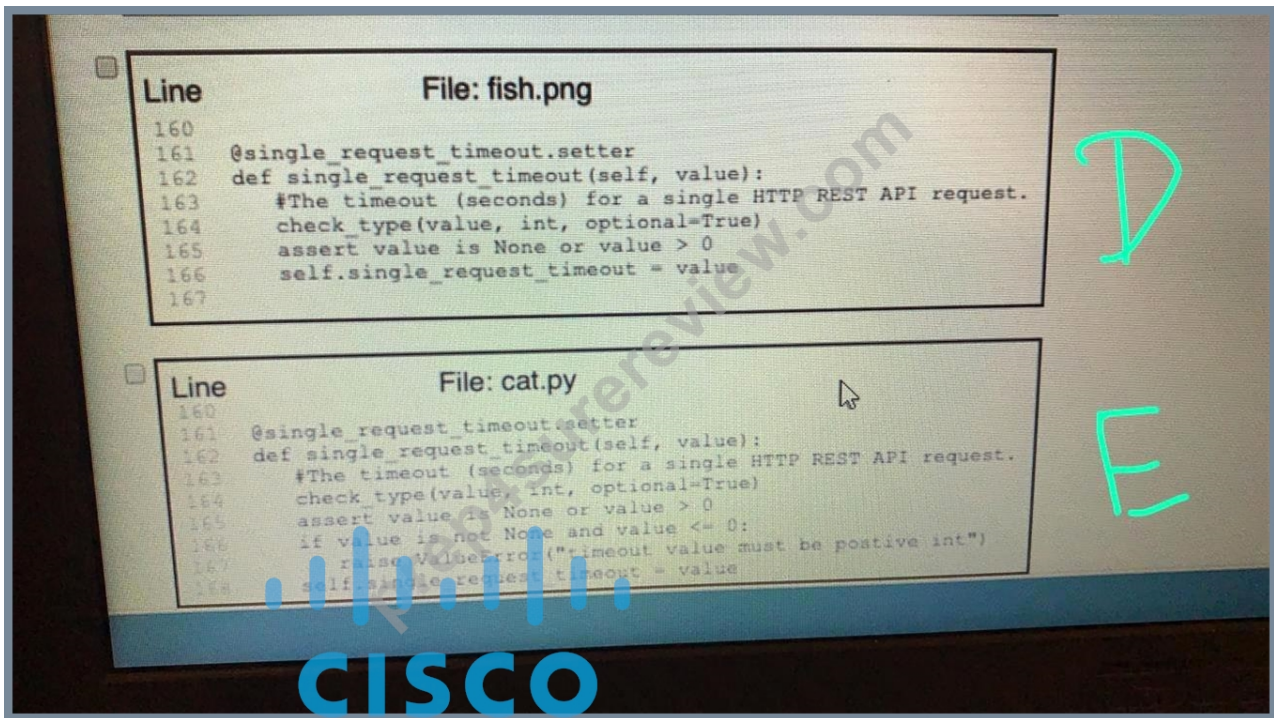 Line File: fish.png
160
161 @single_request_timeout.setter
162 def single_request_timeout(self, value):
163 #The timeout (seconds) for a single HTTP REST API request.
164 check_type(value, int, optional=True)
165 assert value is None or value > 0
166 self.single_request_timeout = value
167
D
Line File: cat.py
160
161 @single_request_timeout.setter
162 def single_request_timeout(self, value):
163 #The timeout (seconds) for a single HTTP REST API request.
164 check_type(value, int, optional=True)
165 assert value is None or value > 0
166 if value is not None and value <= 0:
167 raise ValueError("timeout value must be postive int")
168 self.single_request_timeout = value
E
prep4surereview.com
CISCO